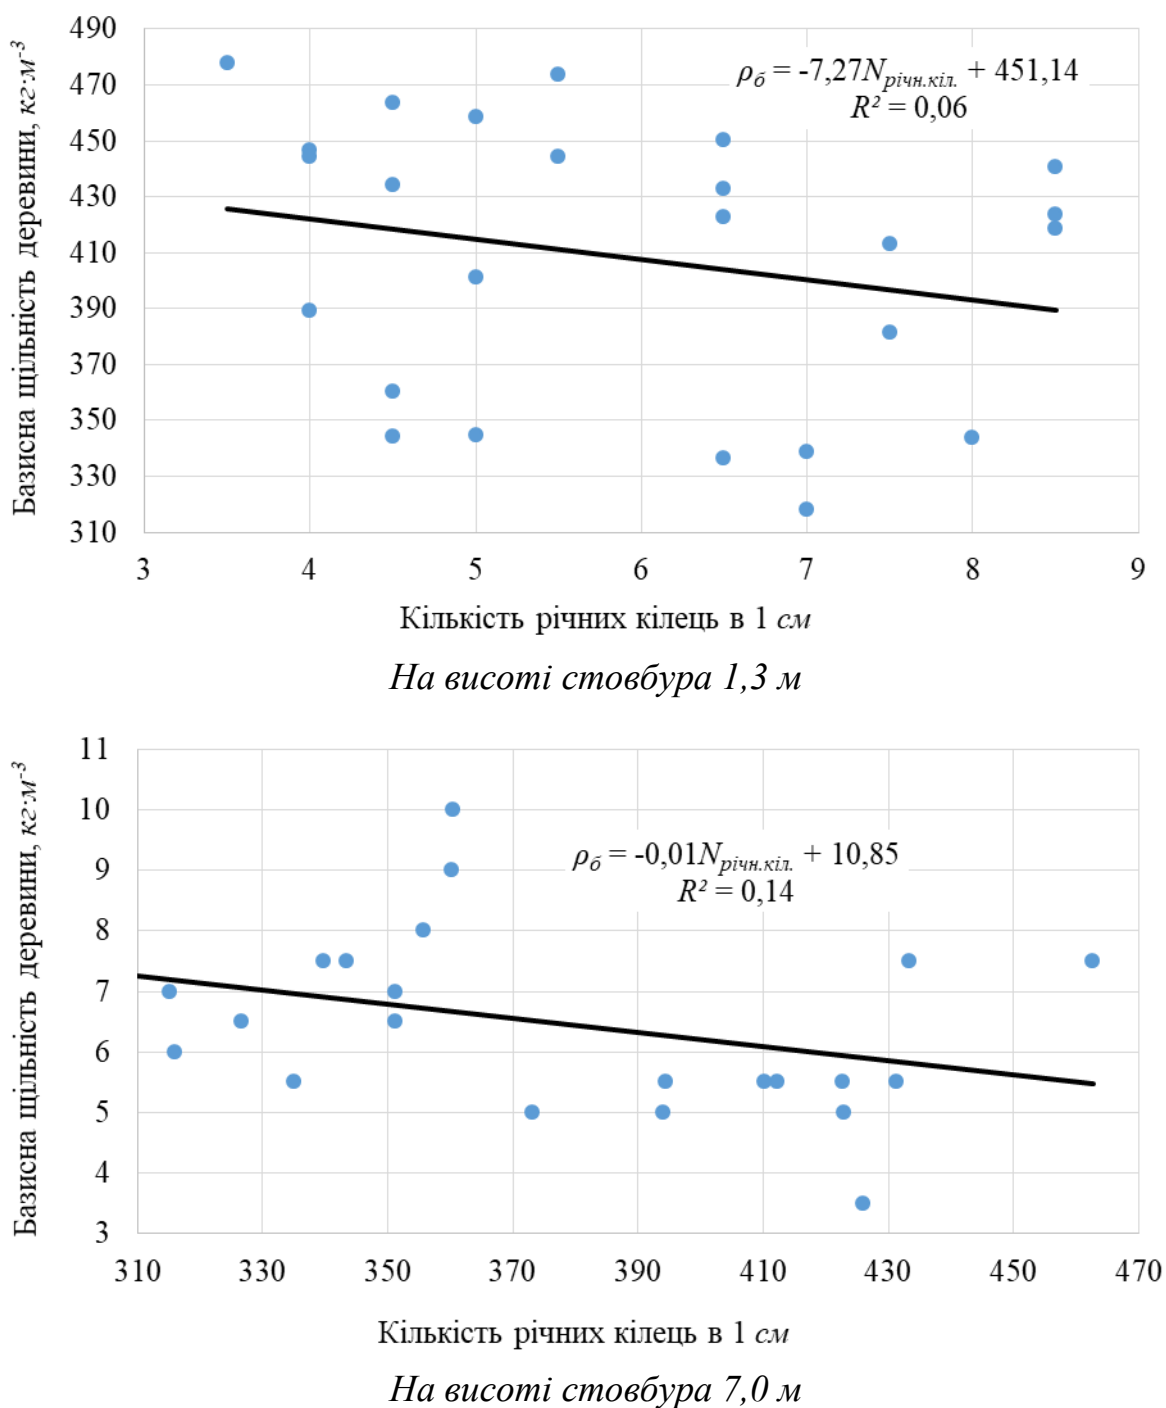 490
470
450
430
410
390
370
350
330
310
Базисна щільність деревини, кг·м⁻³
ρб = -7,27Nрічн.кіл. + 451,14
R² = 0,06
3 4 5 6 7 8 9
Кількість річних кілець в 1 см
На висоті стовбура 1,3 м
11
10
9
8
7
6
5
4
3
Базисна щільність деревини, кг·м⁻³
ρб = -0,01Nрічн.кіл. + 10,85
R² = 0,14
310 330 350 370 390 410 430 450 470
Кількість річних кілець в 1 см
На висоті стовбура 7,0 м